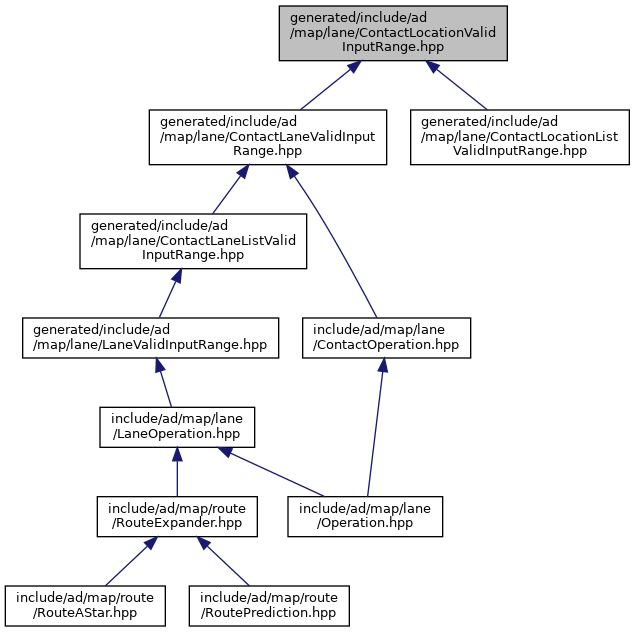 generated/include/ad
/map/lane/ContactLocationValid
InputRange.hpp
generated/include/ad
/map/lane/ContactLaneValidInput
Range.hpp
generated/include/ad
/map/lane/ContactLocationList
ValidInputRange.hpp
generated/include/ad
/map/lane/ContactLaneListValid
InputRange.hpp
generated/include/ad
/map/lane/LaneValidInputRange.hpp
include/ad/map/lane
/ContactOperation.hpp
include/ad/map/lane
/LaneOperation.hpp
include/ad/map/route
/RouteExpander.hpp
include/ad/map/lane
/Operation.hpp
include/ad/map/route
/RouteAStar.hpp
include/ad/map/route
/RoutePrediction.hpp